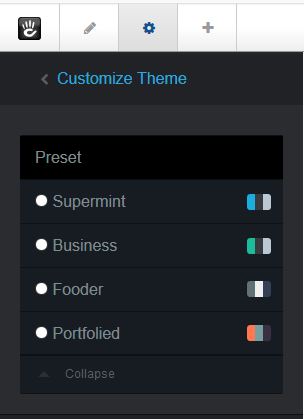 Customize Theme
Preset
Supermint
Business
Fooder
Portfolied
Collapse